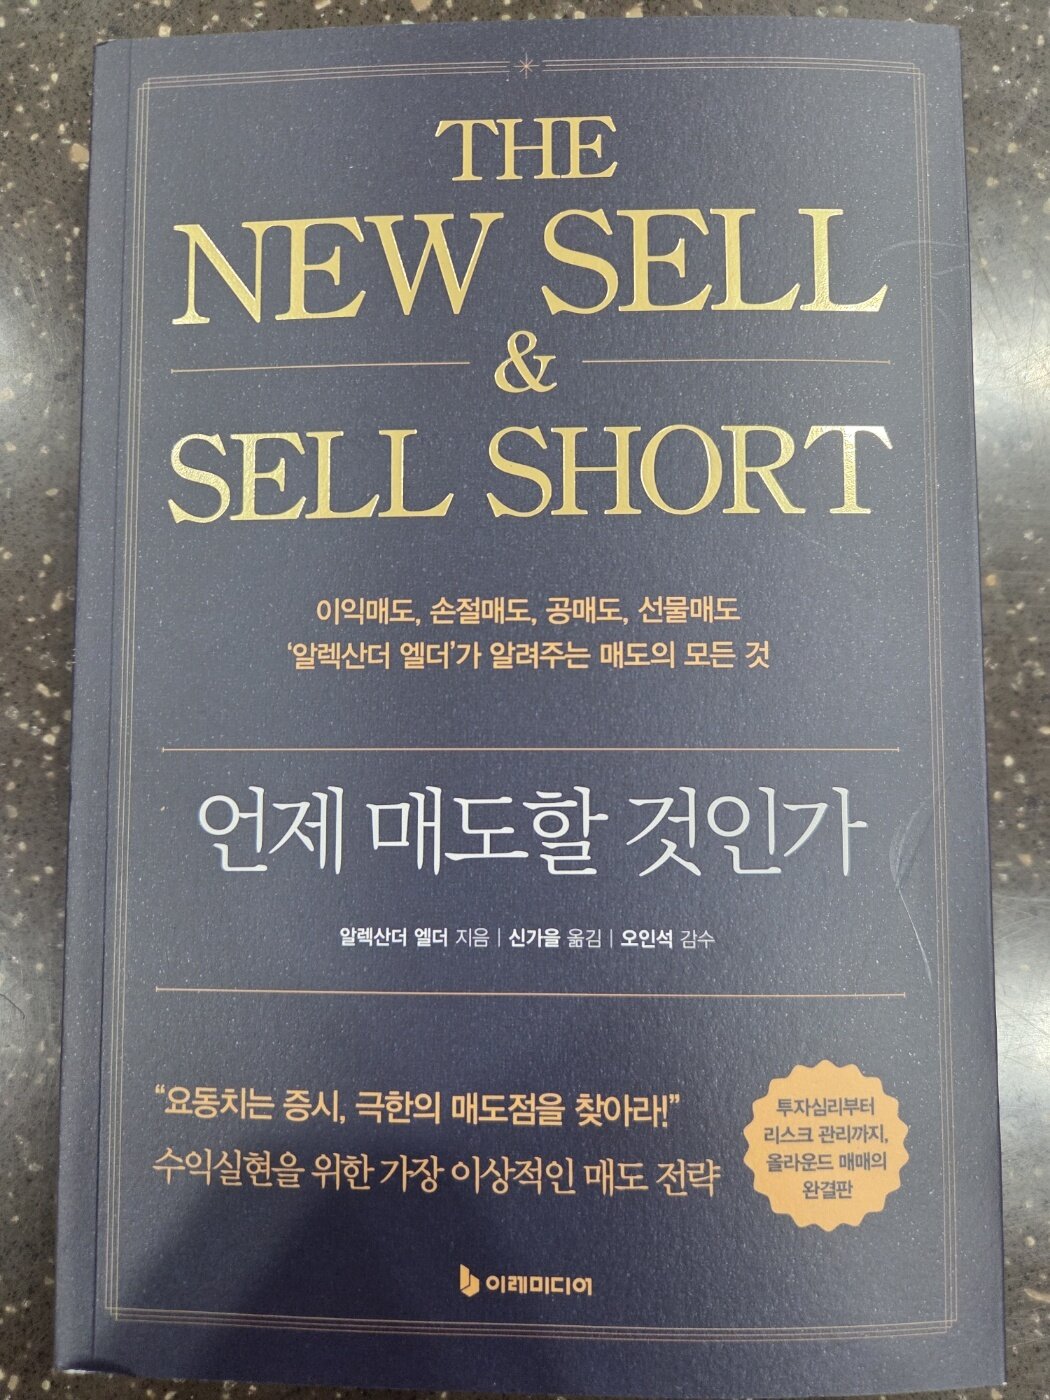 THE
NEW SELL
&
SELL SHORT
이익매도, 손절매도, 공매도, 선물매도
‘알렉산더 엘더’가 알려주는 매도의 모든 것
언제 매도할 것인가
알렉산더 엘더 지음 | 신가을 옮김 | 오인석 감수
“요동치는 증시, 극한의 매도점을 찾아라!”
수익실현을 위한 가장 이상적인 매도 전략
투자심리부터
리스크 관리까지,
올라운드 매매의
완결판
이레미디어